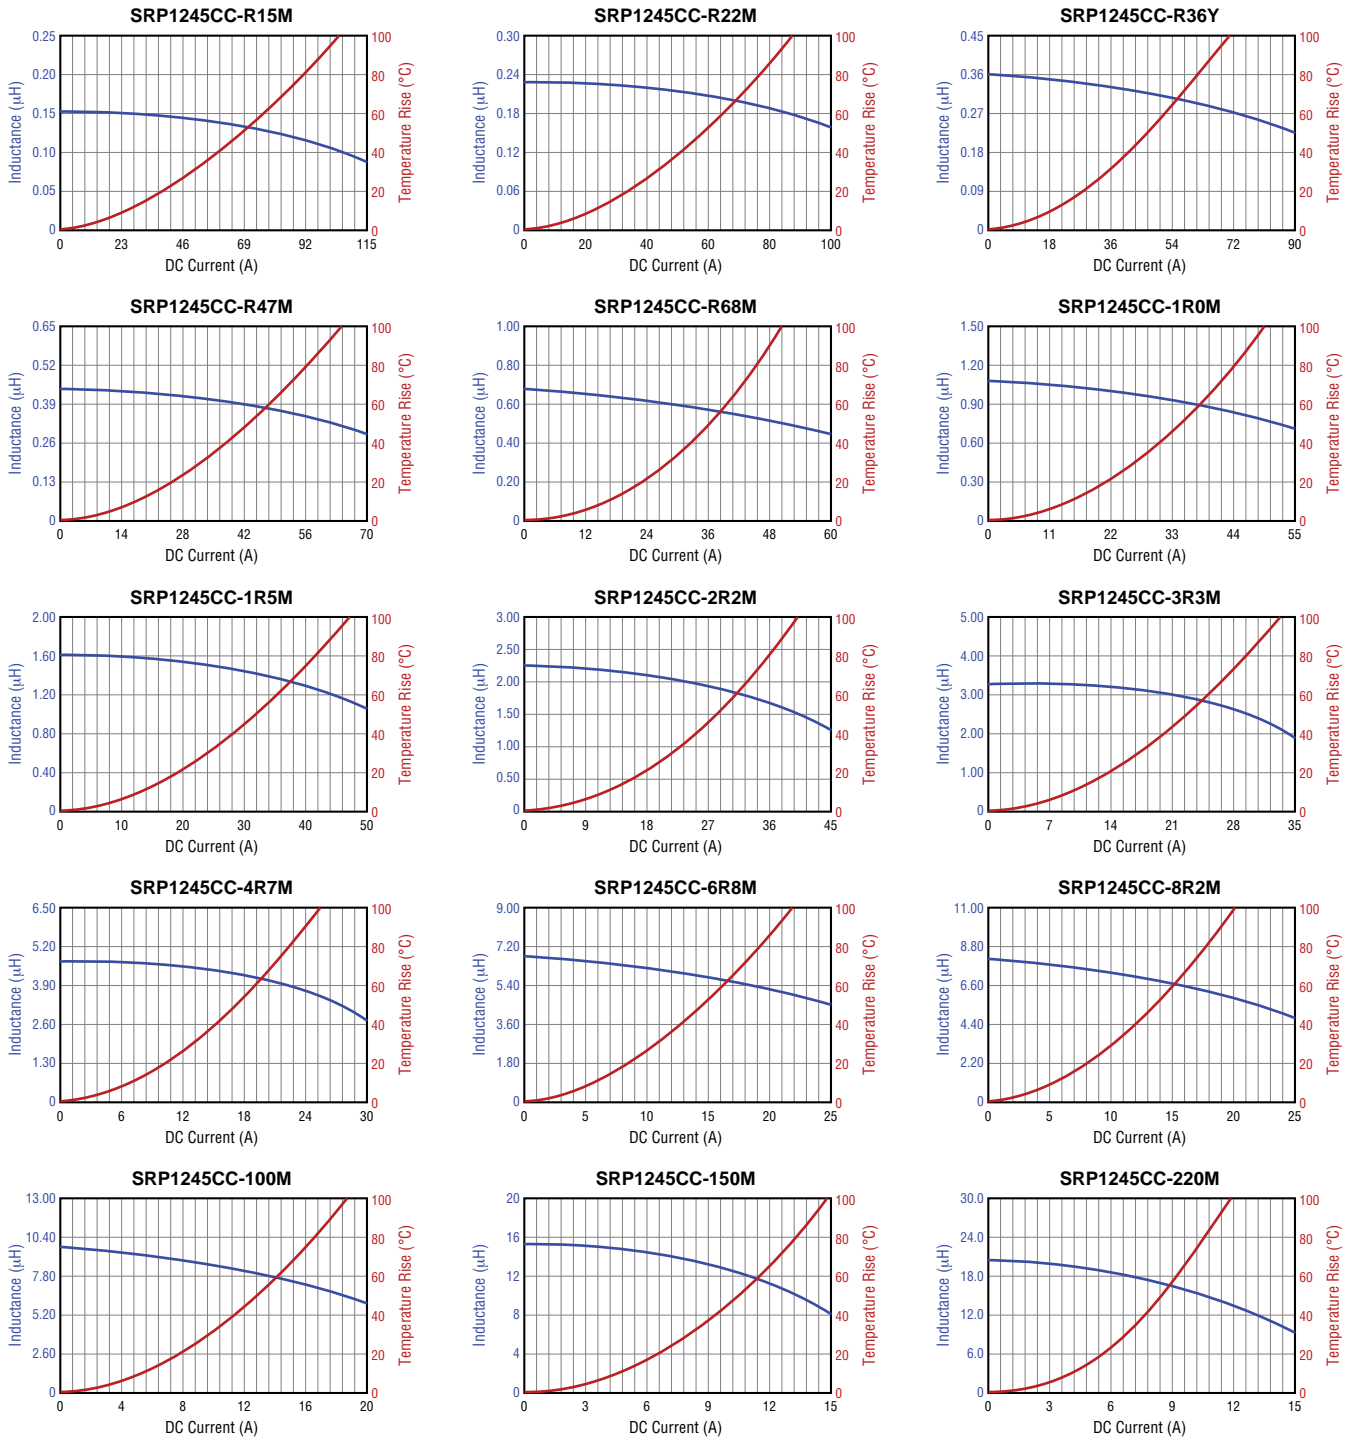 SRP1245CC-R15M
Inductance (μH)
0.25
0.20
0.15
0.10
0.05
0
100
80
60
40
20
0
Temperature Rise (°C)
0 23 46 69 92 115
DC Current (A)
SRP1245CC-R22M
Inductance (μH)
0.30
0.24
0.18
0.12
0.06
0
100
80
60
40
20
0
Temperature Rise (°C)
0 20 40 60 80 100
DC Current (A)
SRP1245CC-R36Y
Inductance (μH)
0.45
0.36
0.27
0.18
0.09
0
100
80
60
40
20
0
Temperature Rise (°C)
0 18 36 54 72 90
DC Current (A)
SRP1245CC-R47M
Inductance (μH)
0.65
0.52
0.39
0.26
0.13
0
100
80
60
40
20
0
Temperature Rise (°C)
0 14 28 42 56 70
DC Current (A)
SRP1245CC-R68M
Inductance (μH)
1.00
0.80
0.60
0.40
0.20
0
100
80
60
40
20
0
Temperature Rise (°C)
0 12 24 36 48 60
DC Current (A)
SRP1245CC-1R0M
Inductance (μH)
1.50
1.20
0.90
0.60
0.30
0
100
80
60
40
20
0
Temperature Rise (°C)
0 11 22 33 44 55
DC Current (A)
SRP1245CC-1R5M
Inductance (μH)
2.00
1.60
1.20
0.80
0.40
0
100
80
60
40
20
0
Temperature Rise (°C)
0 10 20 30 40 50
DC Current (A)
SRP1245CC-2R2M
Inductance (μH)
3.00
2.50
2.00
1.50
1.00
0.50
0
100
80
60
40
20
0
Temperature Rise (°C)
0 9 18 27 36 45
DC Current (A)
SRP1245CC-3R3M
Inductance (μH)
5.00
4.00
3.00
2.00
1.00
0
100
80
60
40
20
0
Temperature Rise (°C)
0 7 14 21 28 35
DC Current (A)
SRP1245CC-4R7M
Inductance (μH)
6.50
5.20
3.90
2.60
1.30
0
100
80
60
40
20
0
Temperature Rise (°C)
0 6 12 18 24 30
DC Current (A)
SRP1245CC-6R8M
Inductance (μH)
9.00
7.20
5.40
3.60
1.80
0
100
80
60
40
20
0
Temperature Rise (°C)
0 5 10 15 20 25
DC Current (A)
SRP1245CC-8R2M
Inductance (μH)
11.00
8.80
6.60
4.40
2.20
0
100
80
60
40
20
0
Temperature Rise (°C)
0 5 10 15 20 25
DC Current (A)
SRP1245CC-100M
Inductance (μH)
13.00
10.40
7.80
5.20
2.60
0
100
80
60
40
20
0
Temperature Rise (°C)
0 4 8 12 16 20
DC Current (A)
SRP1245CC-150M
Inductance (μH)
20
16
12
8
4
0
100
80
60
40
20
0
Temperature Rise (°C)
0 3 6 9 12 15
DC Current (A)
SRP1245CC-220M
Inductance (μH)
30.0
24.0
18.0
12.0
6.0
0
100
80
60
40
20
0
Temperature Rise (°C)
0 3 6 9 12 15
DC Current (A)